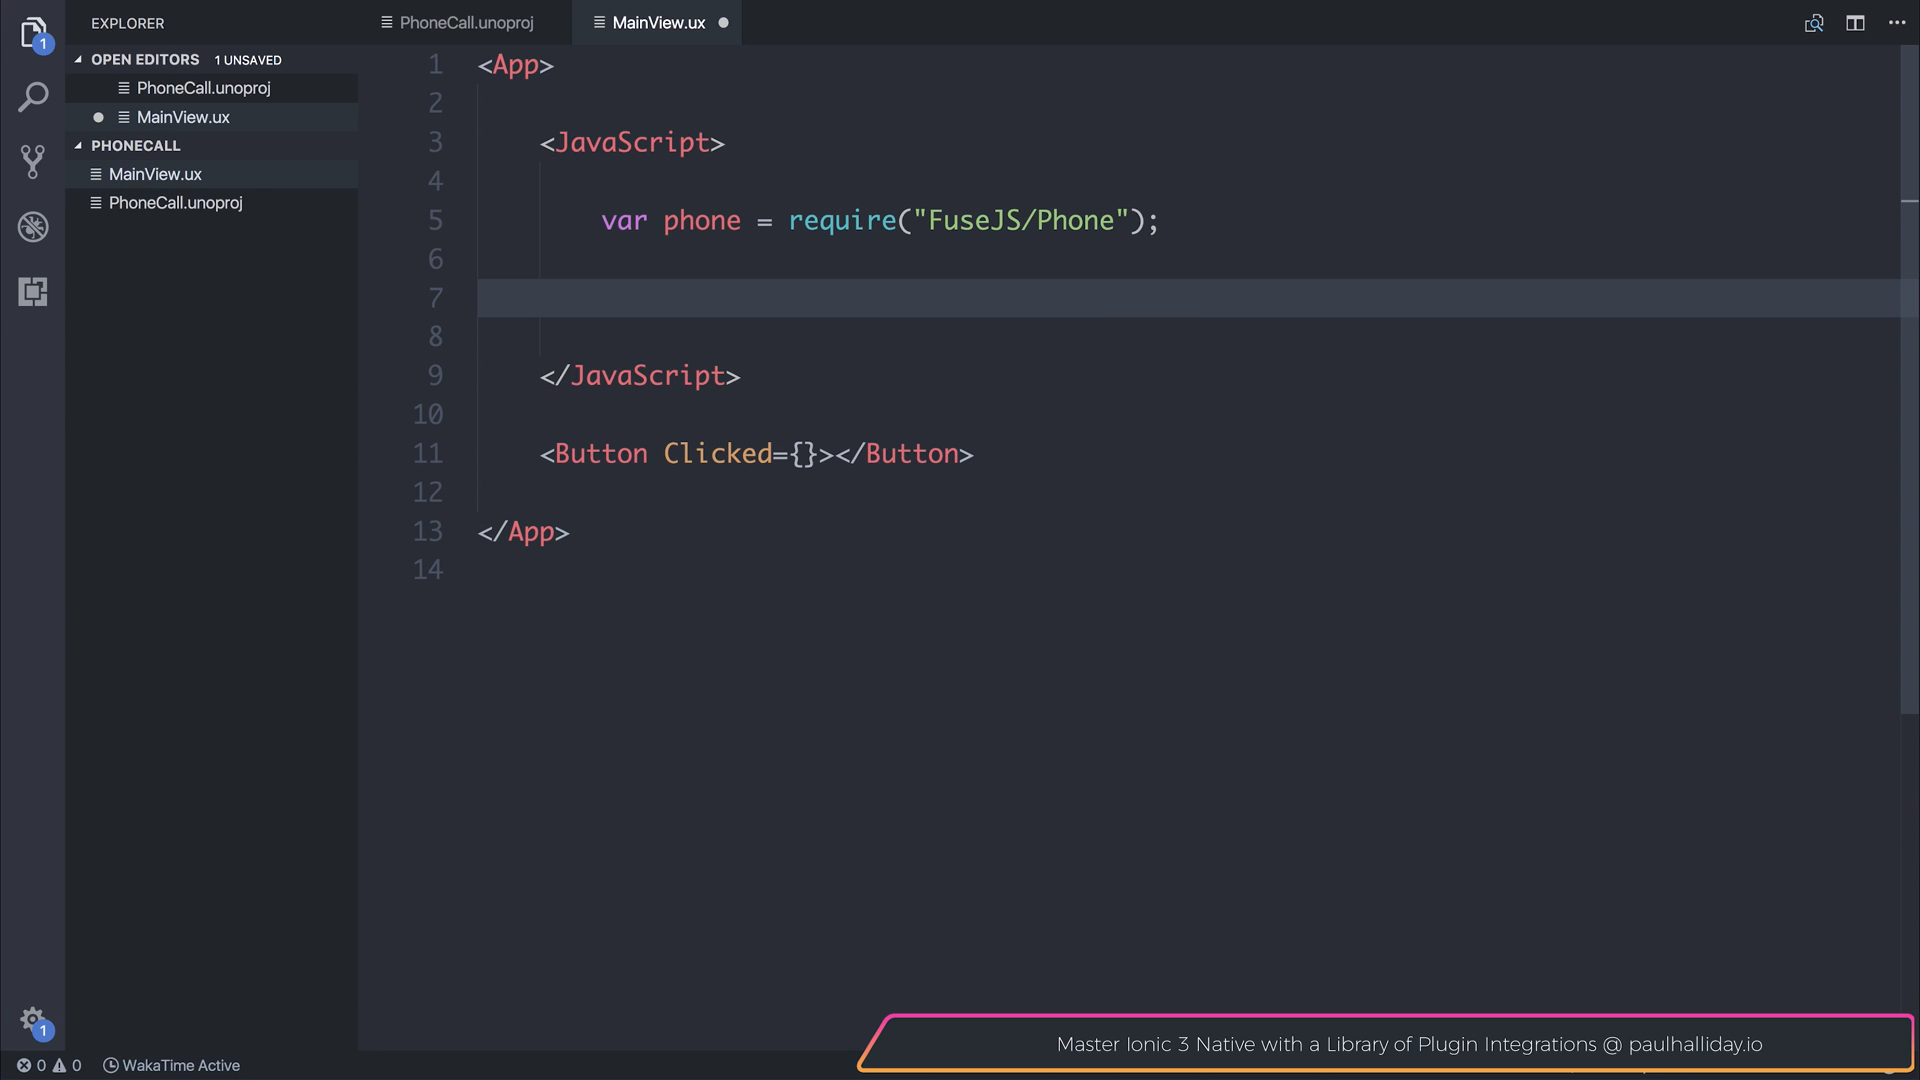 EXPLORER
PhoneCall.unoproj
MainView.ux
1
OPEN EDITORS 1 UNSAVED
PhoneCall.unoproj
MainView.ux
PHONECALL
MainView.ux
PhoneCall.unoproj
1 <App>
2
3 <JavaScript>
4
5 var phone = require("FuseJS/Phone");
6
7
8
9 </JavaScript>
10
11 <Button Clicked={}></Button>
12
13 </App>
14
1
0 0 WakaTime Active
Master Ionic 3 Native with a Library of Plugin Integrations @ paulhalliday.io